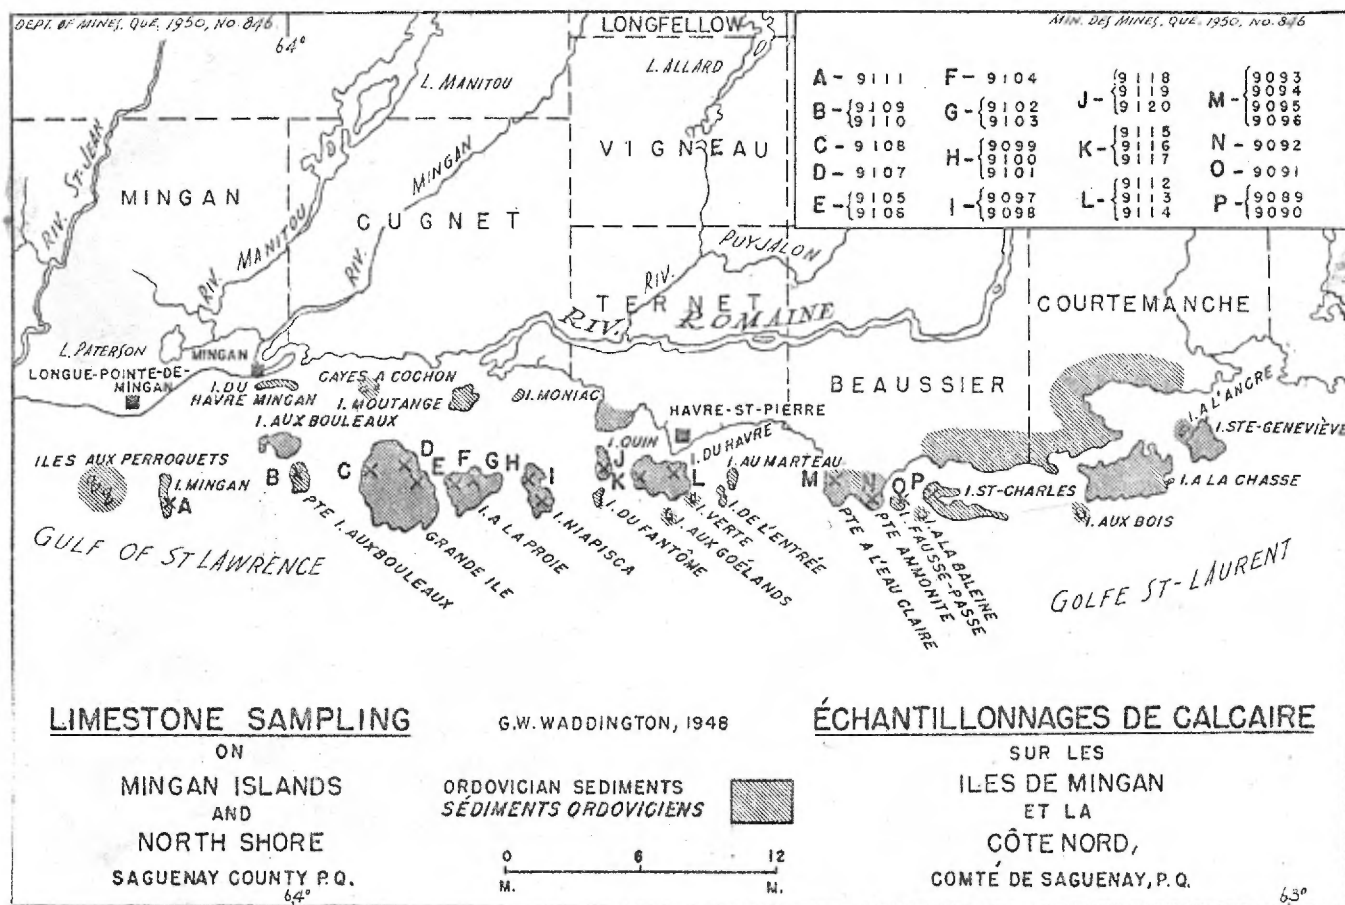 DEPT. OF MINES, QUE. 1950, NO. 846
MIN. DES MINES, QUE. 1950, NO. 846
64°
LONGFELLOW
L. MANITOU
L. ALLARD
A - 9111
B - { 9109
9110
C - 9108
D - 9107
E - { 9105
9106
F - 9104
G - { 9102
9103
H - { 9099
9100
9101
I - { 9097
9098
J - { 9118
9119
9120
K - { 9115
9116
9117
L - { 9112
9113
9114
M - { 9093
9094
9095
9096
N - 9092
O - 9091
P - { 9089
9090
RIV. ST. JEAN
MINGAN
RIV. MANITOU
CUGNET
RIV. MINGAN
VIGNEAU
RIV. PUYJALON
TERNET
RIV. ROMAINE
COURTEMANCHE
BEAUSSIER
L. PATERSON
MINGAN
LONGUE-POINTE-DE-
MINGAN
I. DU
HAVRE MINGAN
CAYES A COCHON
I. MOUTANGE
I. MONIAC
I. AUX BOULEAUX
HAVRE-ST-PIERRE
I. QUIN
I. DU HAVRE
I. AU MARTEAU
I. A L'ANGRE
I. STE-GENEVIÈVE
ILES AUX PERROQUETS
I. MINGAN
A
B
C
D
E
F
G
H
I
J
K
L
M
N
O
P
I. ST-CHARLES
I. A LA CHASSE
I. AUX BOIS
PTE I. AUX BOULEAUX
GRANDE ILE
I. A LA PROIE
I. NIAPISCA
I. DU FANTÔME
I. AUX GOÉLANDS
I. VERTE
I. DE L'ENTRÉE
PTE À L'EAU CLAIRE
PTE AMMONITE
I. FAUSSE-PASSE
I. A LA BALEINE
GULF OF ST LAWRENCE
GOLFE ST-LAURENT
LIMESTONE SAMPLING
ON
MINGAN ISLANDS
AND
NORTH SHORE
SAGUENAY COUNTY P.Q.
64°
G.W. WADDINGTON, 1948
ORDOVICIAN SEDIMENTS
SÉDIMENTS ORDOVICIENS
0 6 12
M. M.
ÉCHANTILLONNAGES DE CALCAIRE
SUR LES
ILES DE MINGAN
ET LA
CÔTE NORD,
COMTÉ DE SAGUENAY, P.Q.
63°